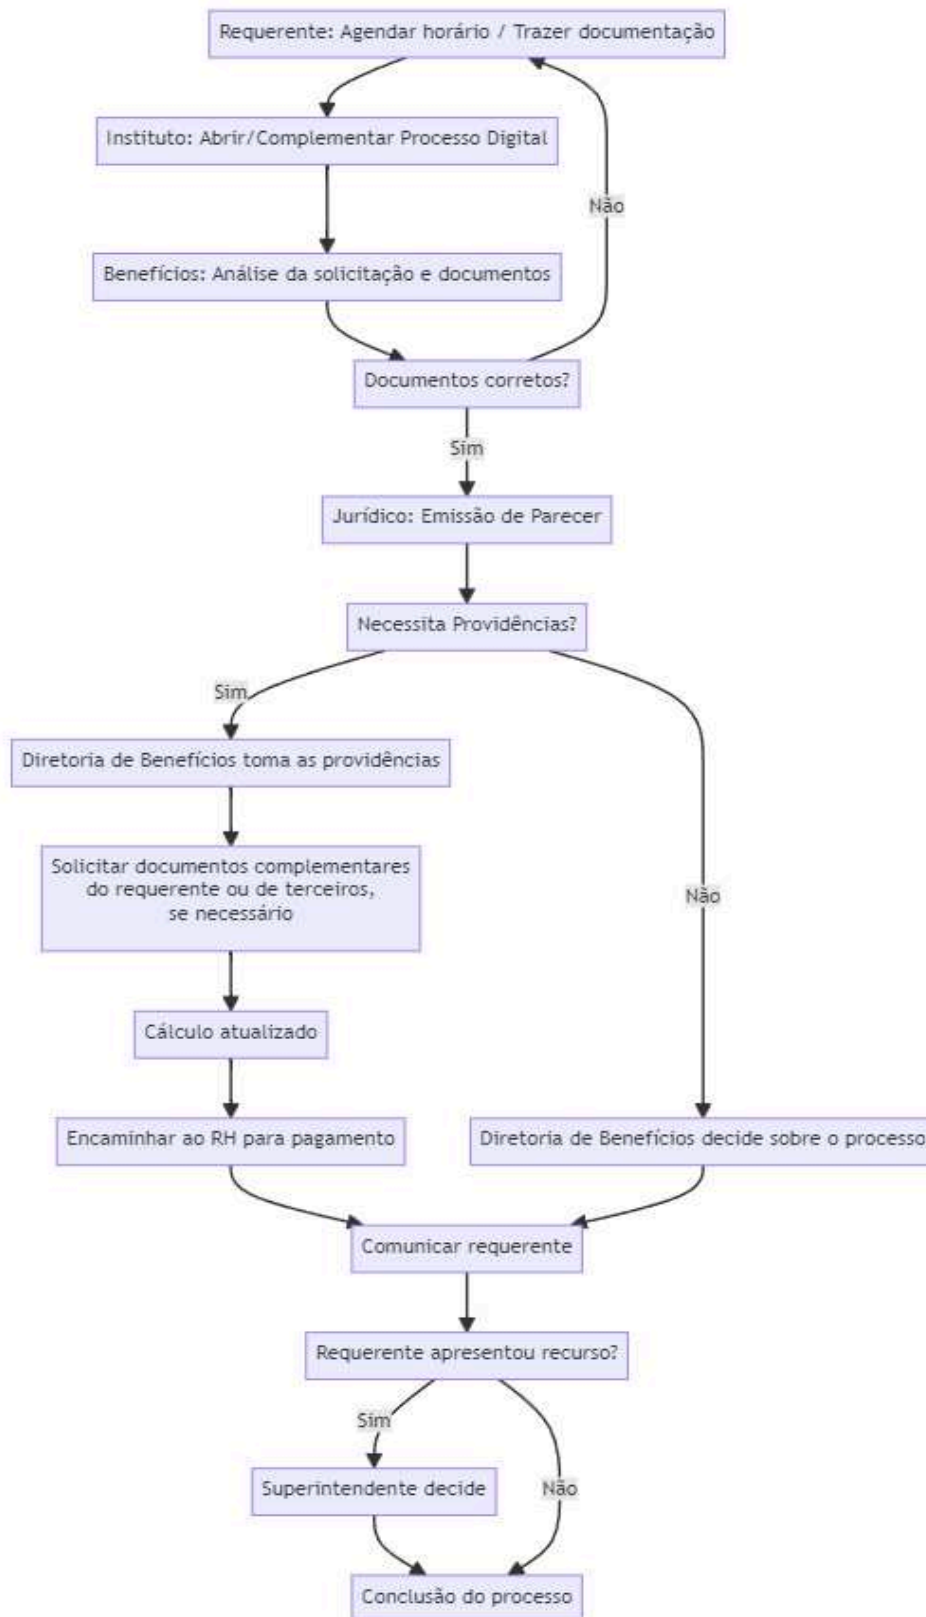 Requerente: Agendar horário / Trazer documentação
Instituto: Abrir/Complementar Processo Digital
Não
Benefícios: Análise da solicitação e documentos
Documentos corretos?
Sim
Jurídico: Emissão de Parecer
Necessita Providências?
Sim
Diretoria de Benefícios toma as providências
Solicitar documentos complementares
do requerente ou de terceiros,
se necessário
Não
Cálculo atualizado
Encaminhar ao RH para pagamento
Diretoria de Benefícios decide sobre o processo
Comunicar requerente
Requerente apresentou recurso?
Sim
Superintendente decide
Não
Conclusão do processo